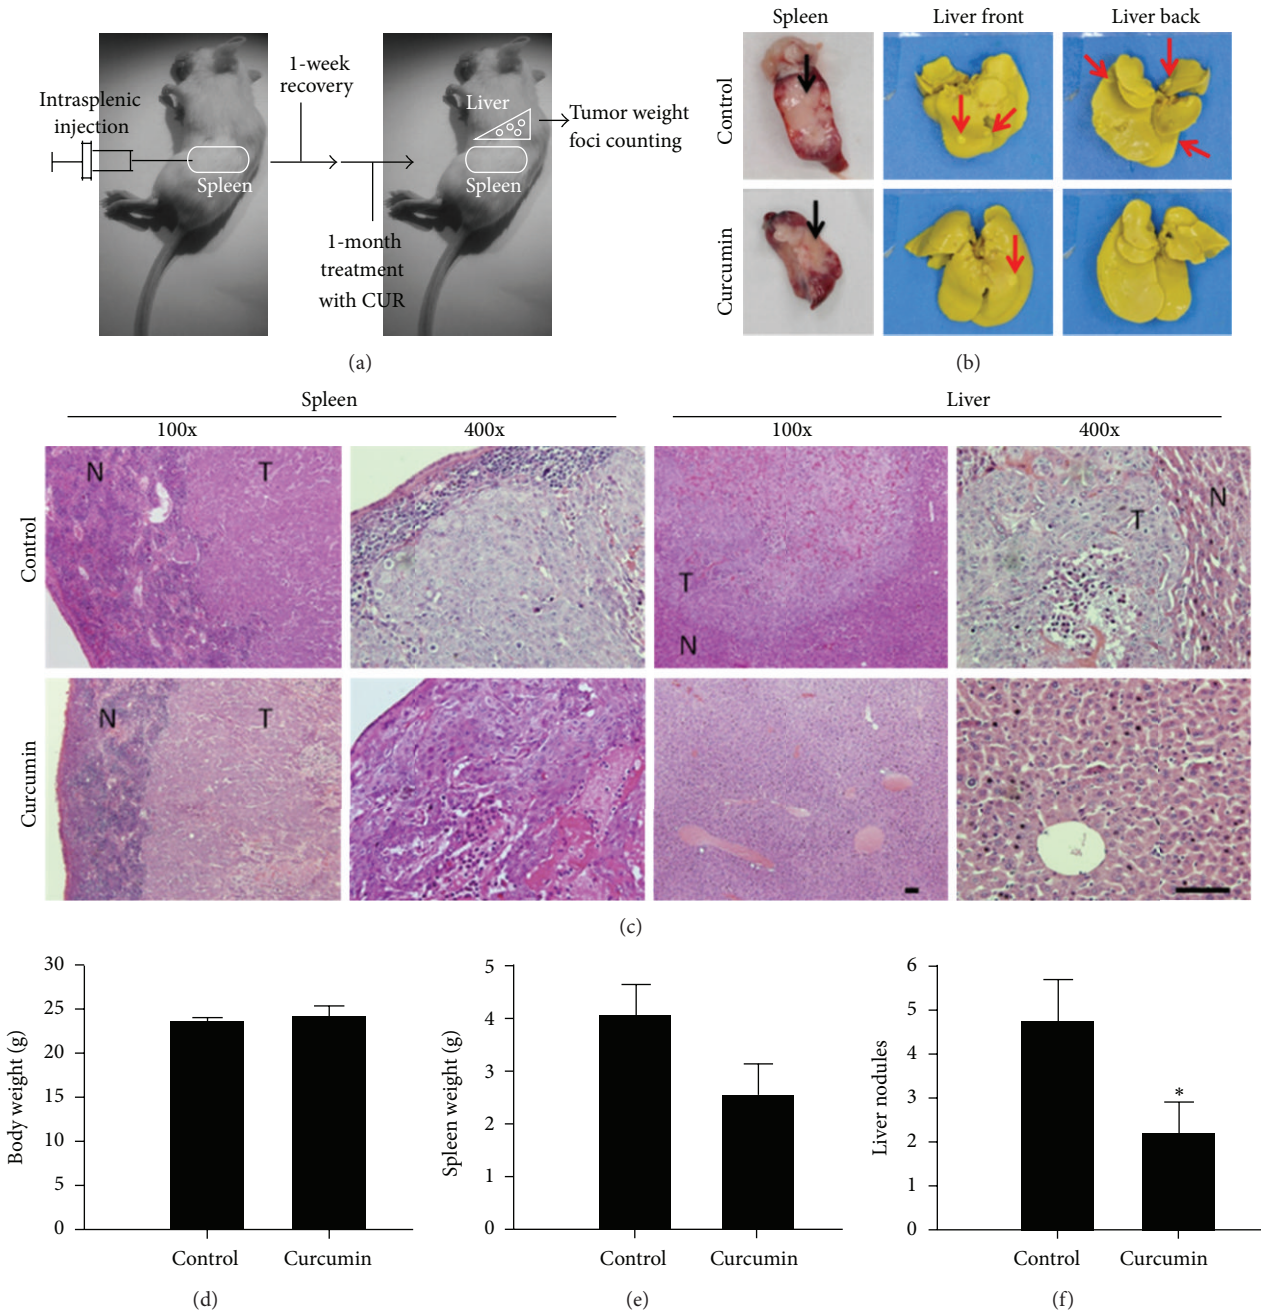 Intrasplenic
injection
Spleen
1-week
recovery
1-month
treatment
with CUR
Liver
Spleen
Tumor weight
foci counting
(a)
Spleen Liver front Liver back
Control
Curcumin
(b)
Spleen Liver
100x 400x 100x 400x
Control
N T
T
N
T
N
Curcumin
N T
(c)
Body weight (g)
30
25
20
15
10
5
0
Control Curcumin
(d)
Spleen weight (g)
5
4
3
2
1
0
Control Curcumin
(e)
Liver nodules
6
5
4
3
2
1
0
*
Control Curcumin
(f)